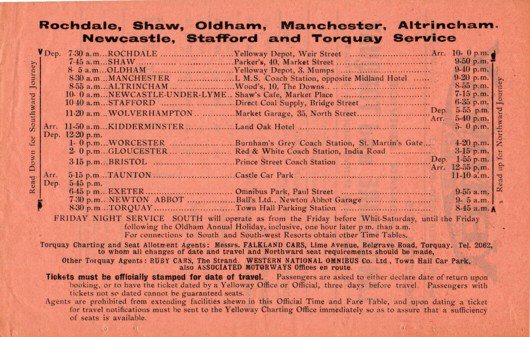 Rochdale, Shaw, Oldham, Manchester, Altrincham,
Newcastle, Stafford and Torquay Service
Read Down for Southward Journey
Dep. 7-30 a.m...ROCHDALE ... Yelloway Depot, Weir Street ... Arr. 10- 0 p.m.
7-45 a.m...SHAW ... Parker's, 40, Market Street ... 9-50 p.m.
8- 5 a.m...OLDHAM ... Yelloway Depot, 3, Mumps ... 9-40 p.m.
8-30 a.m...MANCHESTER ... L.M.S. Coach Station, opposite Midland Hotel ... 9-20 p.m.
8-55 a.m...ALTRINCHAM ... Wood's, 10, The Downs ... 8-55 p.m.
10- 0 a.m...NEWCASTLE-UNDER-LYME... Shaw's Cafe, Market Place ... 7-15 p.m.
10-40 a.m...STAFFORD ... Direct Coal Supply, Bridge Street ... 6-35 p.m.
11-20 a.m...WOLVERHAMPTON ... Market Garage, 35, North Street ... Dep. 5-55 p.m.
Arr. 5-40 p.m.
Arr. 11-50 a.m...KIDDERMINSTER ... Land Oak Hotel ... 5- 0 p.m.
Dep. 12-20 p.m.
1- 0 p.m...WORCESTER ... Burnham's Grey Coach Station, St. Martin's Gate... 4-20 p.m.
2- 0 p.m...GLOUCESTER ... Red & White Coach Station, India Road ... 3-15 p.m.
3 15 p.m...BRISTOL ... Prince Street Coach Station ... Dep. 1-55 p.m.
Arr. 12-55 p.m.
Arr. 5-15 p.m...TAUNTON ... Castle Car Park ... 11-10 a.m.
Dep. 5-45 p.m.
6-45 p.m...EXETER ... Omnibus Park, Paul Street ... 9-55 a.m.
7-30 p.m...NEWTON ABBOT ... Ball's Ltd., Newton Abbot Garage ... 9- 5 a.m.
8-30 p.m...TORQUAY ... Town Hall Parking Station ... 8-45 a.m.
Read up for Northward Journey
FRIDAY NIGHT SERVICE SOUTH will operate as from the Friday before Whit-Saturday, until the Friday
following the Oldham Annual Holiday, inclusive, one hour later p.m. than a.m.
For connections to South and South-west Resorts obtain other Time Tables.
Torquay Charting and Seat Allotment Agents: Messrs. FALKLAND CARS, Lime Avenue, Belgrave Road, Torquay. Tel. 2062,
to whom all changes of date and travel and Northward seat requirements should be made,
Other Torquay Agents: RUBY CARS, The Strand. WESTERN NATIONAL OMNIBUS Co. Ltd., Town Hall Car Park,
also ASSOCIATED MOTORWAYS Offices en route
Tickets must be officially stamped for date of travel. Passengers are asked to either declare date of return upon
booking, or to have the ticket dated by a Yelloway Office or Official, three days before travel. Passengers with
tickets not so dated cannot be guaranteed seats.
Agents are prohibited from extending facilities shewn in this Official Time and Fare Table, and upon dating a ticket
for travel notifications must be sent to the Yelloway Charting Office immediately so as to assure that a sufficiency
of seats is available.